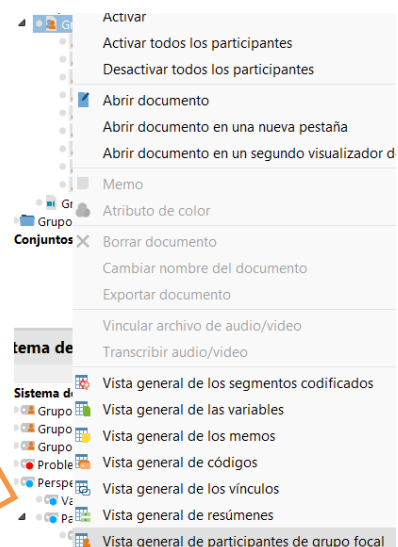 Gr
Activar
Activar todos los participantes
Desactivar todos los participantes
Abrir documento
Abrir documento en una nueva pestaña
Abrir documento en un segundo visualizador d
Memo
Gr
Atributo de color
Grupo
Conjuntos
Borrar documento
Cambiar nombre del documento
Exportar documento
Vincular archivo de audio/video
tema de
Transcribir audio/video
Sistema d
Vista general de los segmentos codificados
Grupo
Vista general de las variables
Grupo
Vista general de los memos
Grupo
Proble
Vista general de códigos
Perspe
Vista general de los vínculos
Va
Pa
Vista general de resúmenes
Vista general de participantes de grupo focal